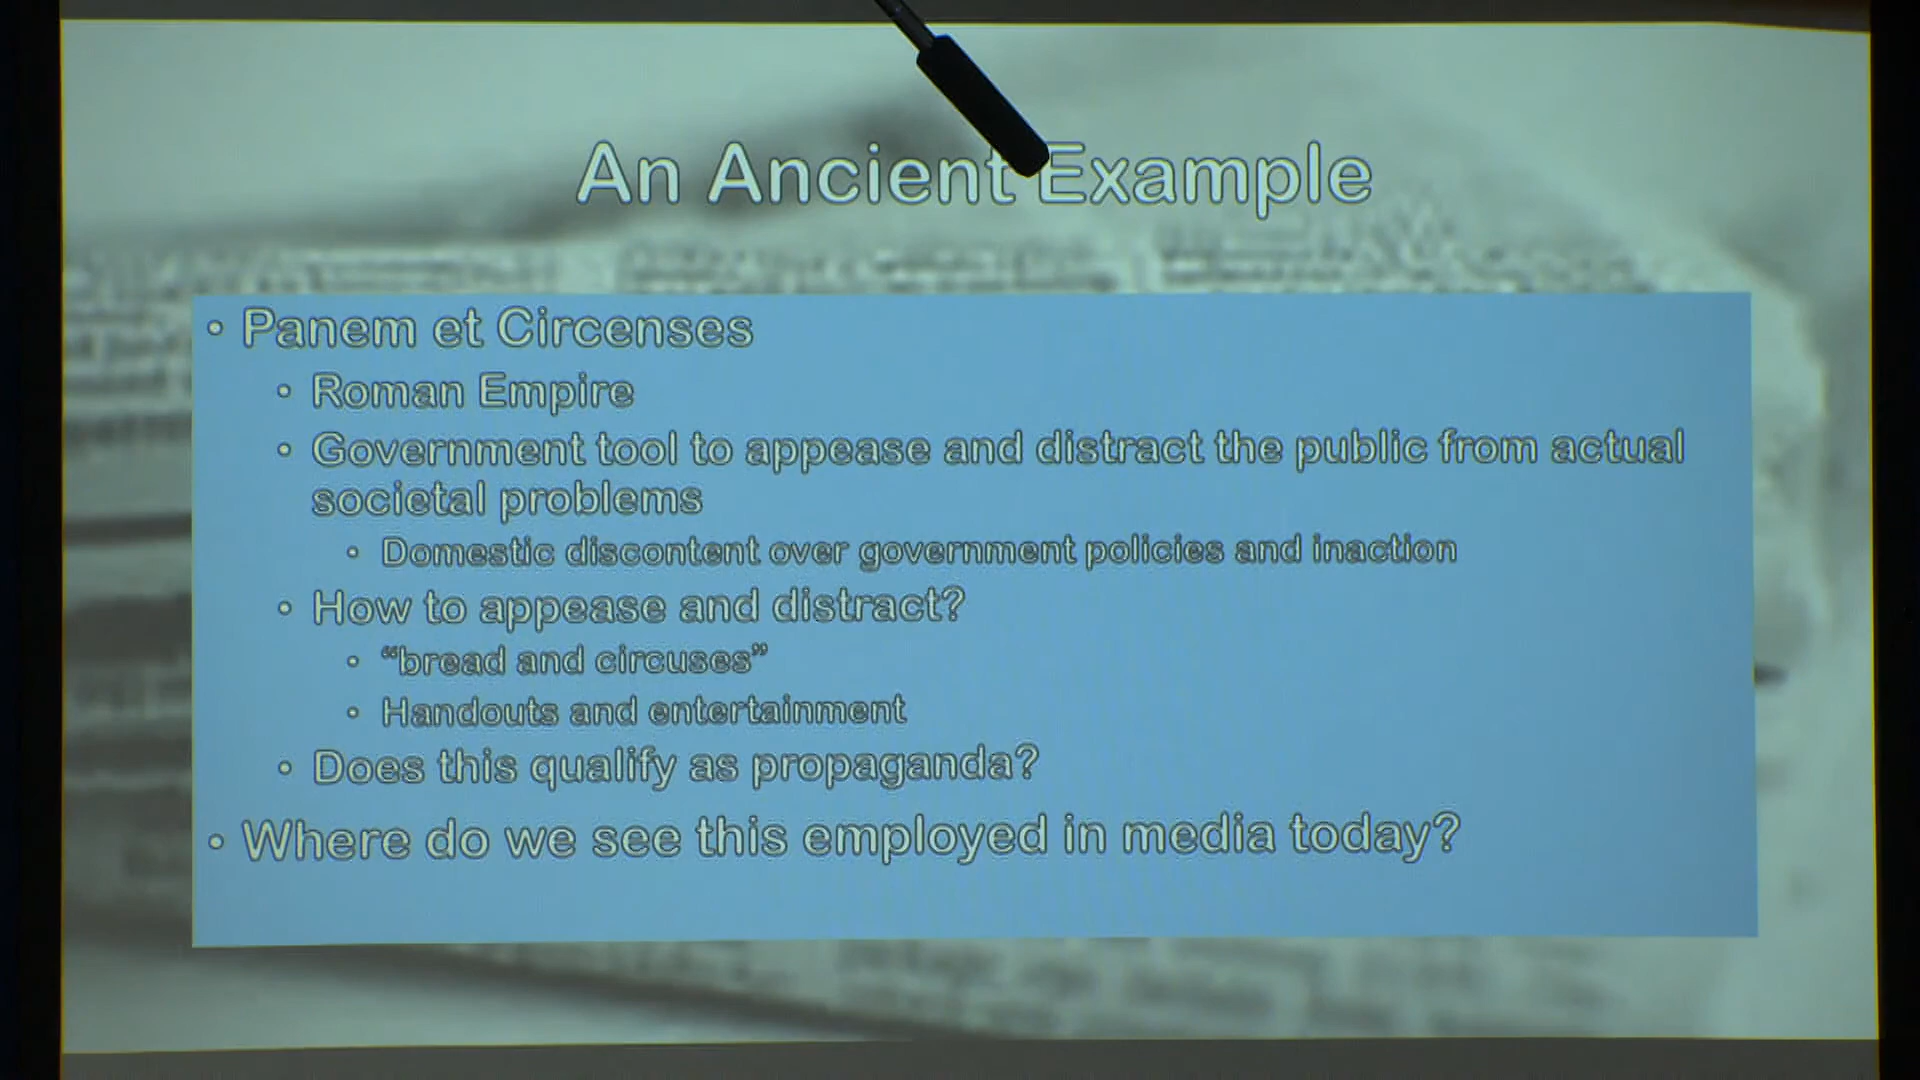 An Ancient Example
• Panem et Circenses
• Roman Empire
• Government tool to appease and distract the public from actual
societal problems
• Domestic discontent over government policies and inaction
• How to appease and distract?
• “bread and circuses”
• Handouts and entertainment
• Does this qualify as propaganda?
• Where do we see this employed in media today?